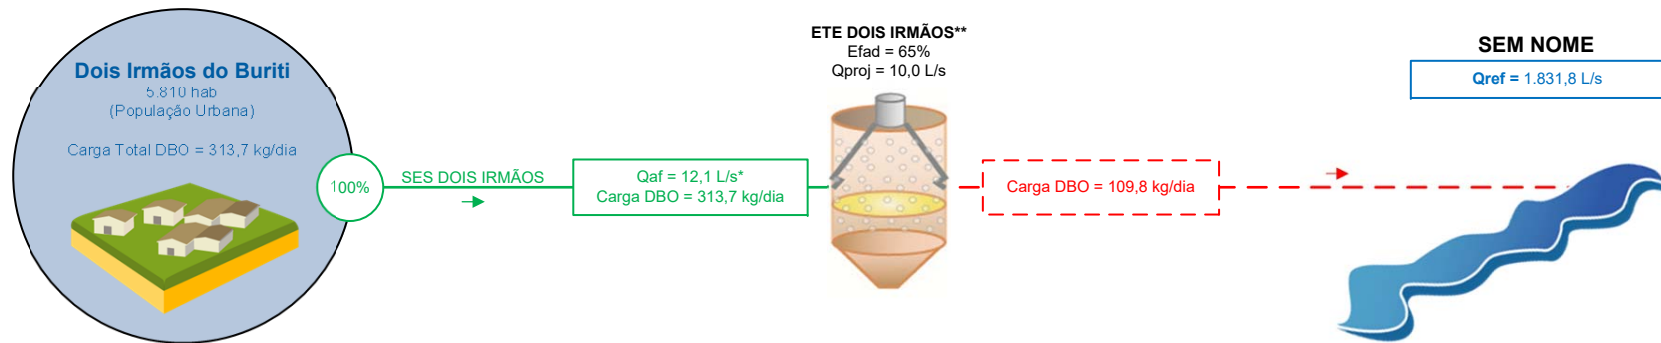 Dois Irmãos do Buriti
5.810 hab
(População Urbana)
Carga Total DBO = 313,7 kg/dia
100%
SES DOIS IRMÃOS
Qaf = 12,1 L/s*
Carga DBO = 313,7 kg/dia
ETE DOIS IRMÃOS**
Efad = 65%
Qproj = 10,0 L/s
Carga DBO = 109,8 kg/dia
SEM NOME
Qref = 1.831,8 L/s